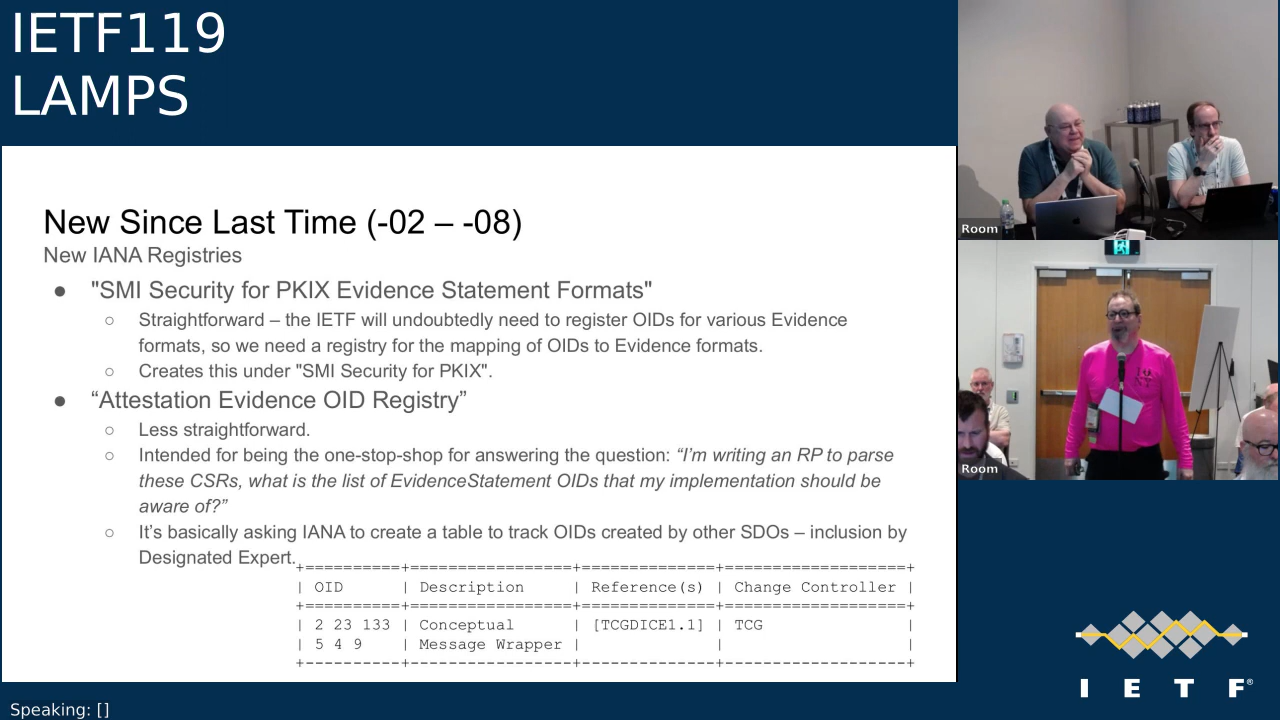 IETF119
LAMPS
New Since Last Time (-02 – -08)
New IANA Registries
● "SMI Security for PKIX Evidence Statement Formats"
○ Straightforward – the IETF will undoubtedly need to register OIDs for various Evidence
formats, so we need a registry for the mapping of OIDs to Evidence formats.
○ Creates this under "SMI Security for PKIX".
● “Attestation Evidence OID Registry”
○ Less straightforward.
○ Intended for being the one-stop-shop for answering the question: “I’m writing an RP to parse
these CSRs, what is the list of EvidenceStatement OIDs that my implementation should be
aware of?”
○ It’s basically asking IANA to create a table to track OIDs created by other SDOs – inclusion by
Designated Expert.
+==========+================+==============+===================+
| OID | Description | Reference(s) | Change Controller |
+==========+================+==============+===================+
| 2 23 133 | Conceptual | [TCGDICE1.1] | TCG |
| 5 4 9 | Message Wrapper | | |
+----------+----------------+--------------+-------------------+
Room
Room
IETF®
Speaking: []